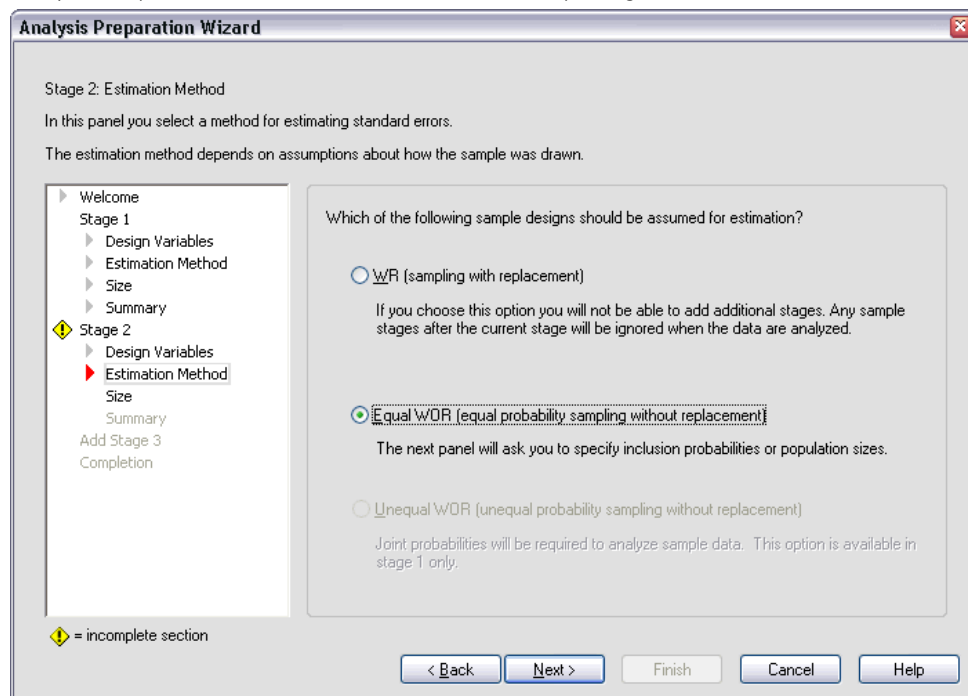 Analysis Preparation Wizard
Stage 2: Estimation Method
In this panel you select a method for estimating standard errors.
The estimation method depends on assumptions about how the sample was drawn.
Welcome
Stage 1
Design Variables
Estimation Method
Size
Summary
Stage 2
Design Variables
Estimation Method
Size
Summary
Add Stage 3
Completion
= incomplete section
Which of the following sample designs should be assumed for estimation?
WR (sampling with replacement)
If you choose this option you will not be able to add additional stages. Any sample
stages after the current stage will be ignored when the data are analyzed.
Equal WOR (equal probability sampling without replacement)
The next panel will ask you to specify inclusion probabilities or population sizes.
Unequal WOR (unequal probability sampling without replacement)
Joint probabilities will be required to analyze sample data. This option is available in
stage 1 only.
< Back
Next >
Finish
Cancel
Help